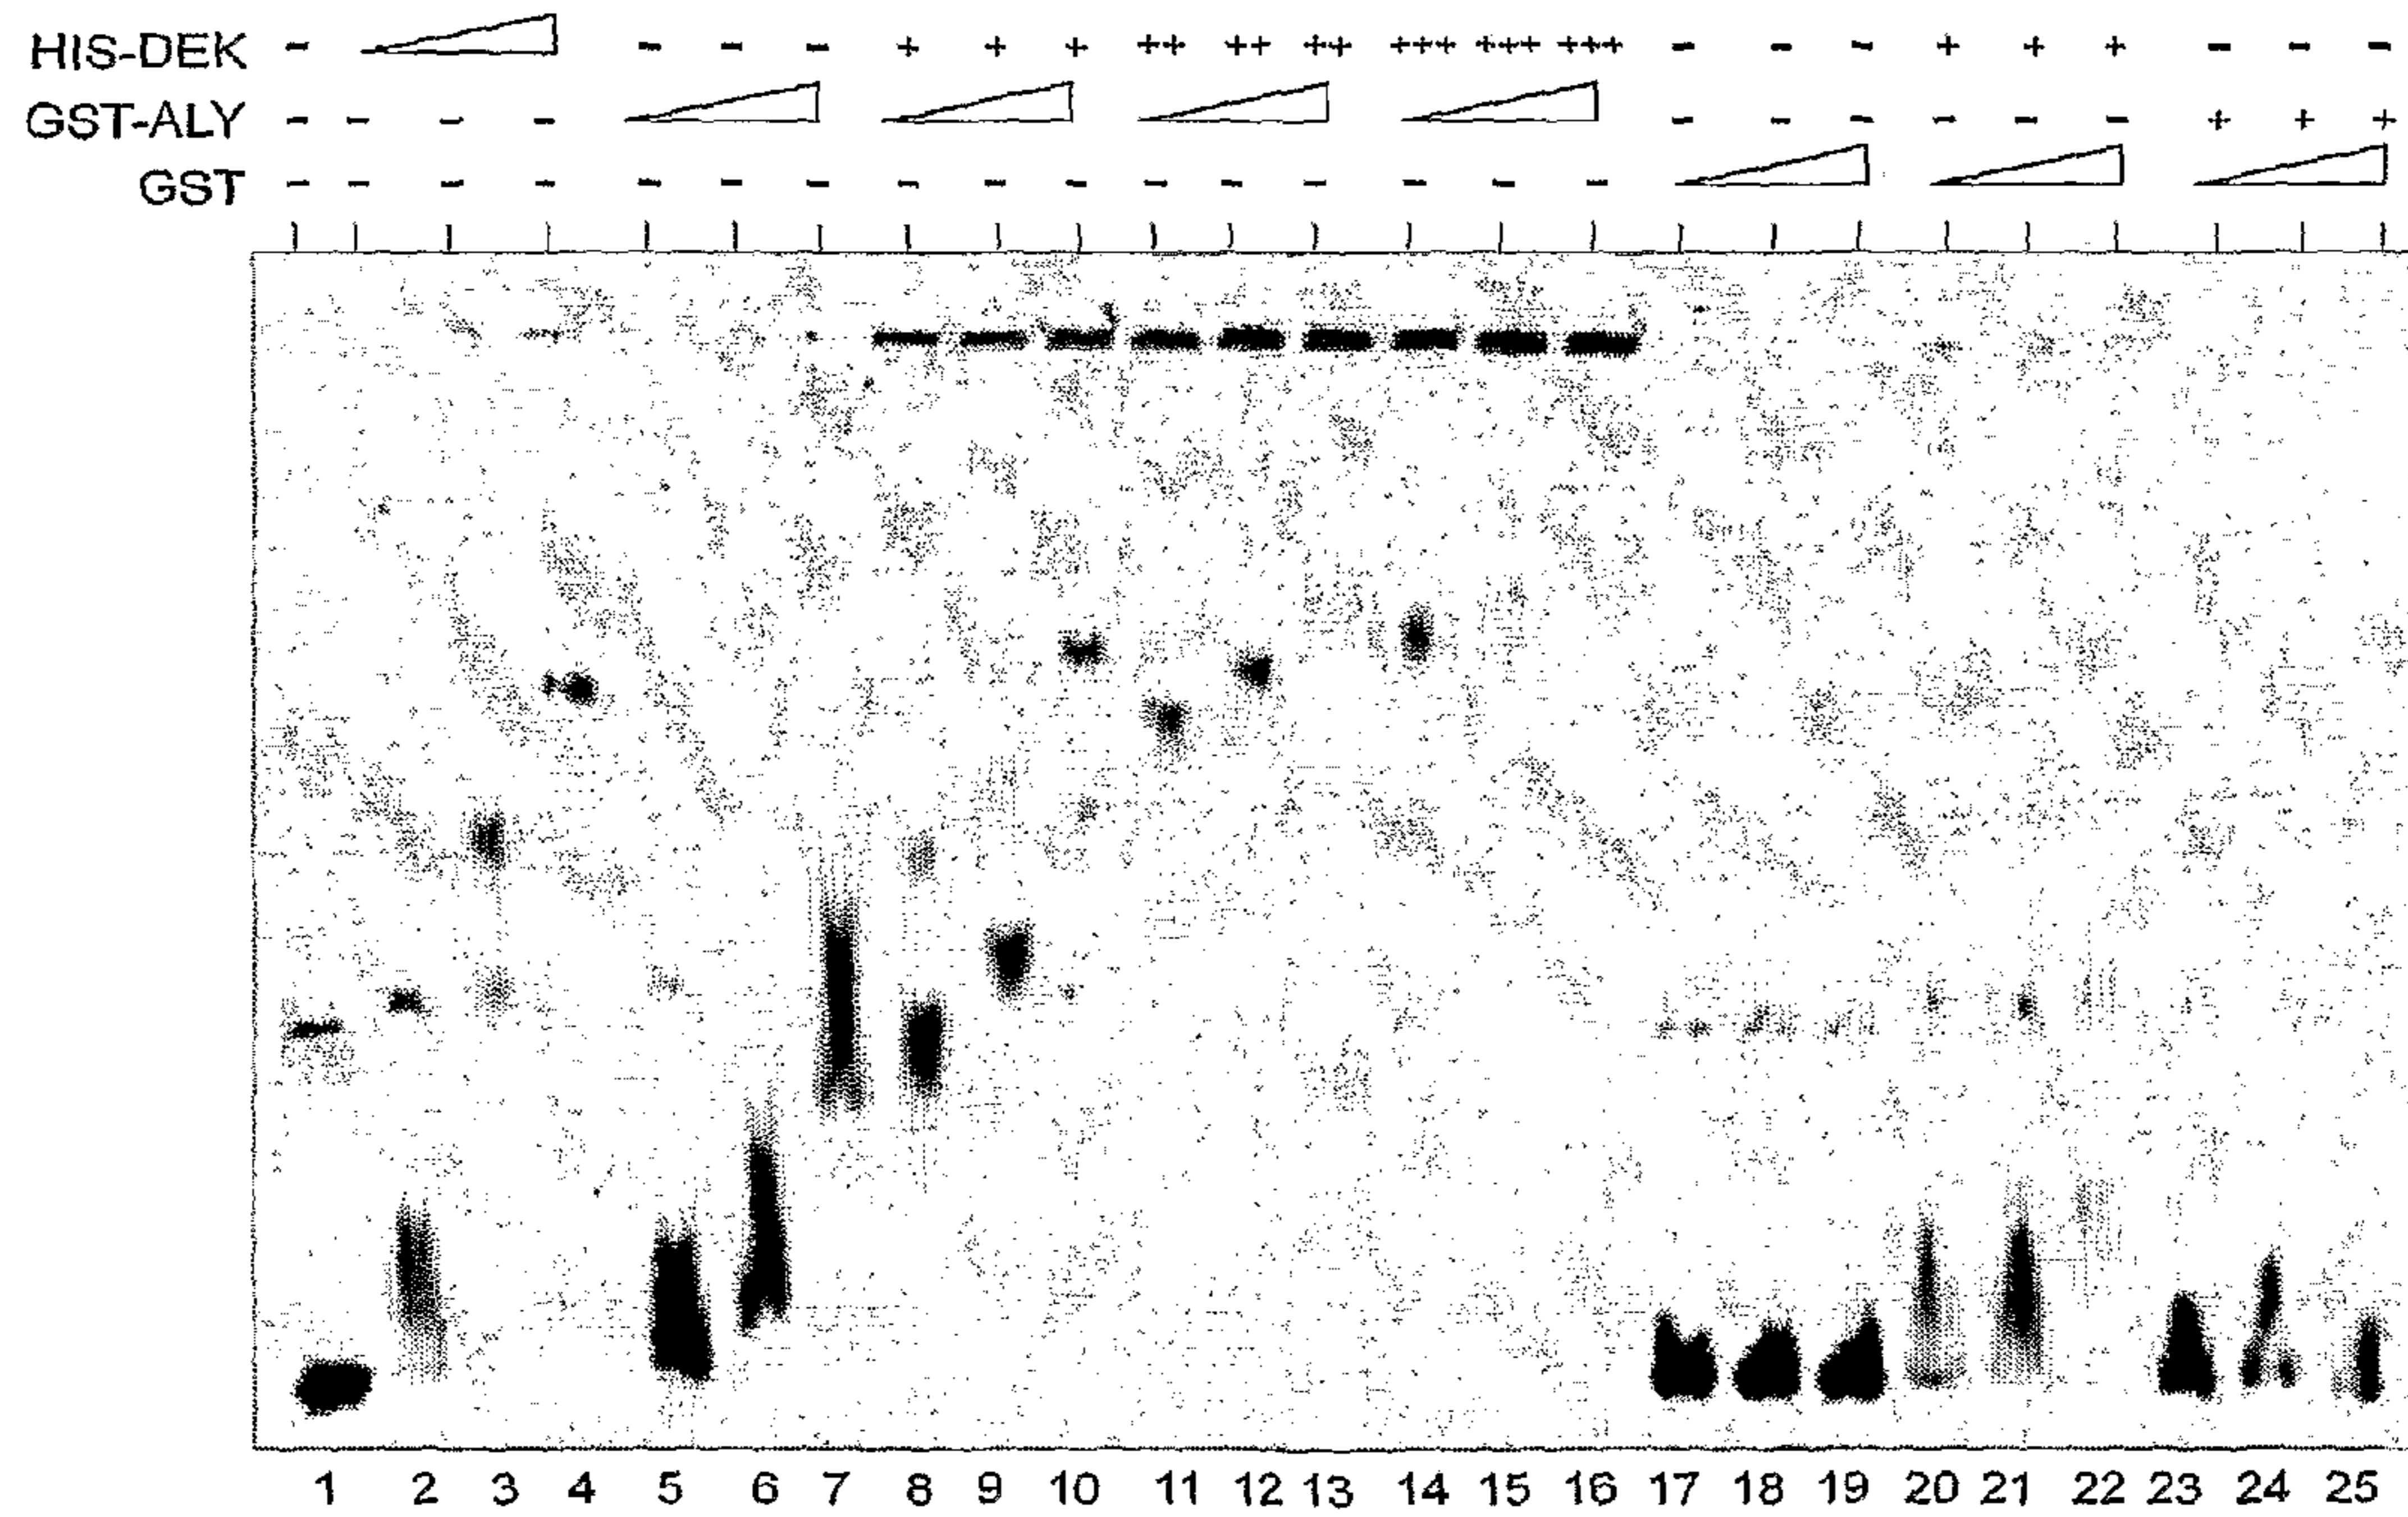 HIS-DEK - - - - + + + ++ ++ ++ +++ +++ +++ - - - + + + - - -
GST-ALY - - - - - - - - - - + + +
GST - - - - - - - - - - - - - - - -
1 2 3 4 5 6 7 8 9 10 11 12 13 14 15 16 17 18 19 20 21 22 23 24 25